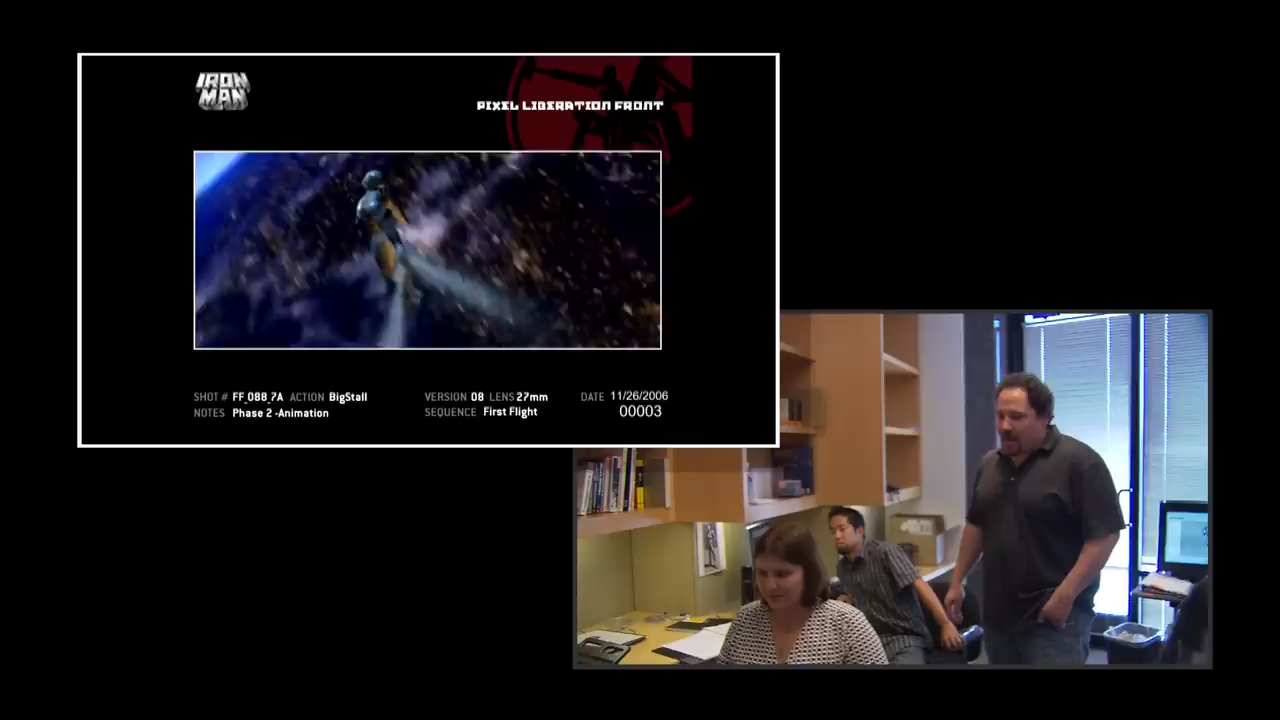 IRON
MAN
PIXEL LIBERATION FRONT
SHOT # FF_088_7A ACTION BigStall VERSION 08 LENS 27mm DATE 11/26/2006
NOTES Phase 2 -Animation SEQUENCE First Flight 00003